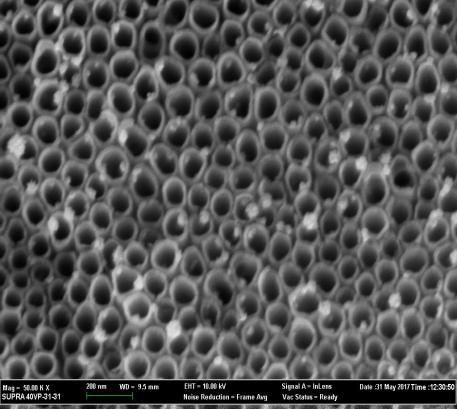 Mag = 50.00 K X 200 nm WD = 9.5 mm EHT = 10.00 kV Signal A = InLens Date :31 May 2017 Time :12:30:50
SUPRA 40VP-31-31 Noise Reduction = Frame Avg Vac Status = Ready